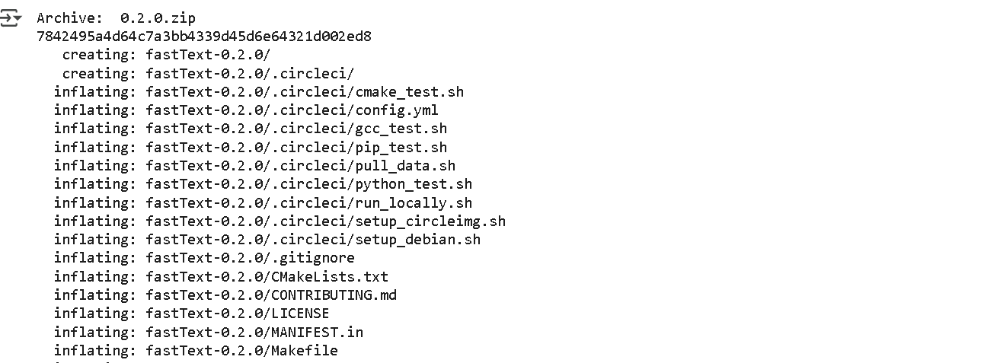 Archive:  0.2.0.zip
7842495a4d64c7a3bb4339d45d6e64321d002ed8
   creating: fastText-0.2.0/
   creating: fastText-0.2.0/.circleci/
  inflating: fastText-0.2.0/.circleci/cmake_test.sh
  inflating: fastText-0.2.0/.circleci/config.yml
  inflating: fastText-0.2.0/.circleci/gcc_test.sh
  inflating: fastText-0.2.0/.circleci/pip_test.sh
  inflating: fastText-0.2.0/.circleci/pull_data.sh
  inflating: fastText-0.2.0/.circleci/python_test.sh
  inflating: fastText-0.2.0/.circleci/run_locally.sh
  inflating: fastText-0.2.0/.circleci/setup_circleimg.sh
  inflating: fastText-0.2.0/.circleci/setup_debian.sh
  inflating: fastText-0.2.0/.gitignore
  inflating: fastText-0.2.0/CMakeLists.txt
  inflating: fastText-0.2.0/CONTRIBUTING.md
  inflating: fastText-0.2.0/LICENSE
  inflating: fastText-0.2.0/MANIFEST.in
  inflating: fastText-0.2.0/Makefile